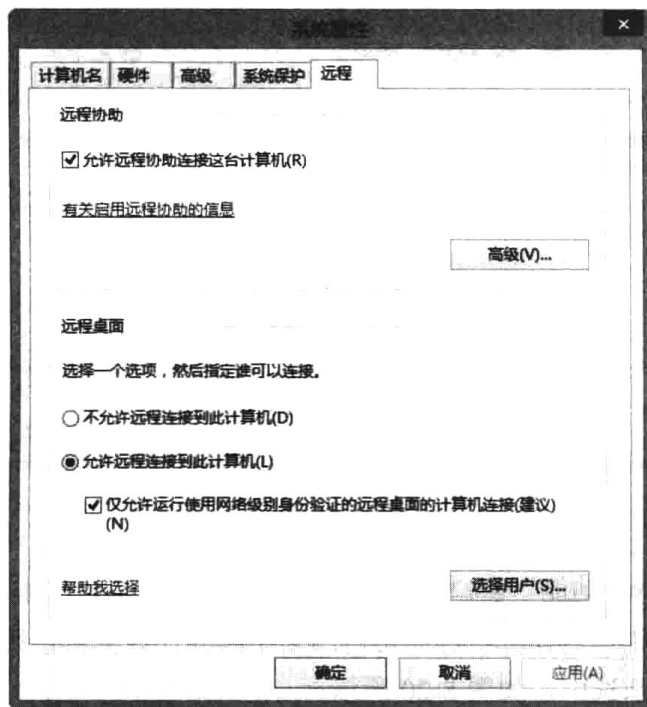 系统属性
计算机名 硬件 高级 系统保护 远程
远程协助
允许远程协助连接这台计算机(R)
有关启用远程协助的信息
高级(V)...
远程桌面
选择一个选项，然后指定谁可以连接。
不允许远程连接到此计算机(D)
允许远程连接到此计算机(L)
仅允许运行使用网络级别身份验证的远程桌面的计算机连接(建议)
(N)
帮助我选择
选择用户(S)...
确定 取消 应用(A)